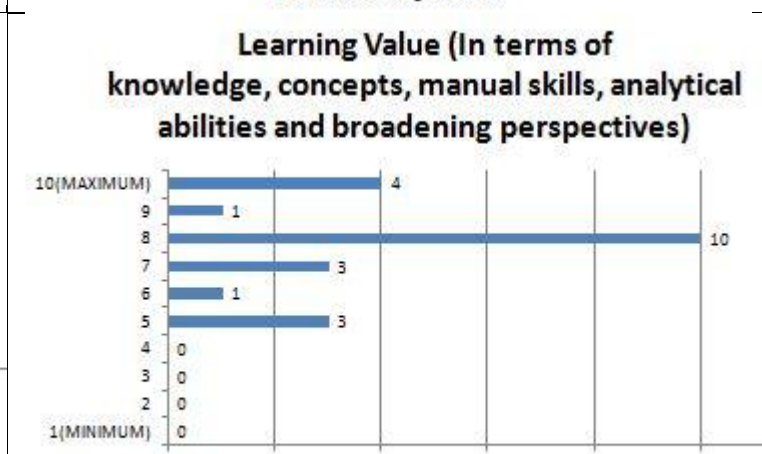 Learning Value (In terms of
knowledge, concepts, manual skills, analytical
abilities and broadening perspectives)
10(MAXIMUM) 4
9 1
8 10
7 3
6 1
5 3
4 0
3 0
2 0
1(MINIMUM) 0